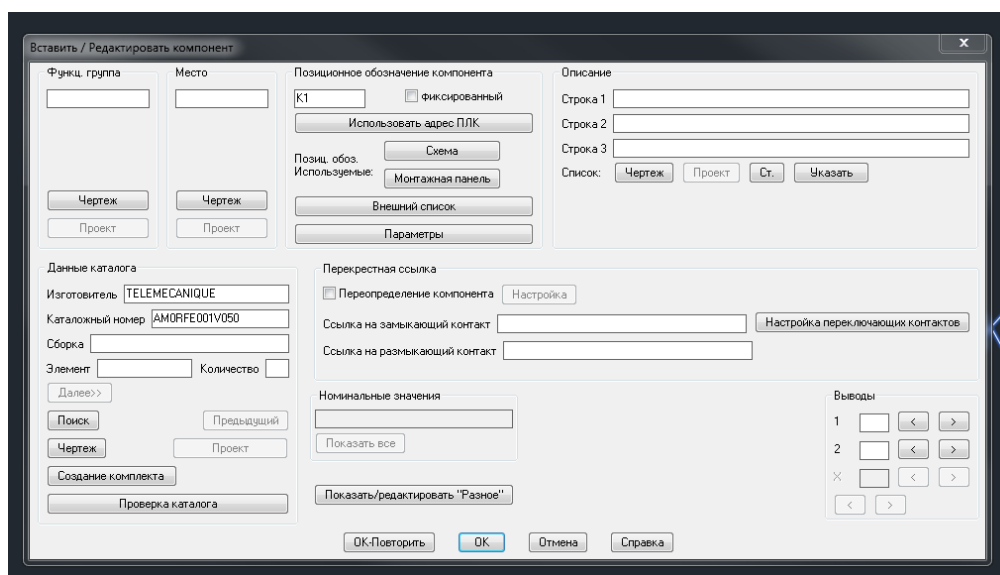 Вставить / Редактировать компонент
x
Функц. группа
Чертеж
Проект
Место
Чертеж
Проект
Позиционное обозначение компонента
K1
Фиксированный
Использовать адрес ПЛК
Позиц. обоз.
Используемые:
Схема
Монтажная панель
Внешний список
Параметры
Описание
Строка 1
Строка 2
Строка 3
Список: Чертеж Проект Ст. Указать
Данные каталога
Изготовитель TELEMECANIQUE
Каталожный номер AM0RFE001V050
Сборка
Элемент Количество
Далее>>
Поиск Предыдущий
Чертеж Проект
Создание комплекта
Проверка каталога
Перекрестная ссылка
Переопределение компонента Настройка
Ссылка на замыкающий контакт Настройка переключающих контактов
Ссылка на размыкающий контакт
Номинальные значения
Показать все
Показать/редактировать "Разное"
Выводы
1 < >
2 < >
X < >
< >
ОК-Повторить OK Отмена Справка